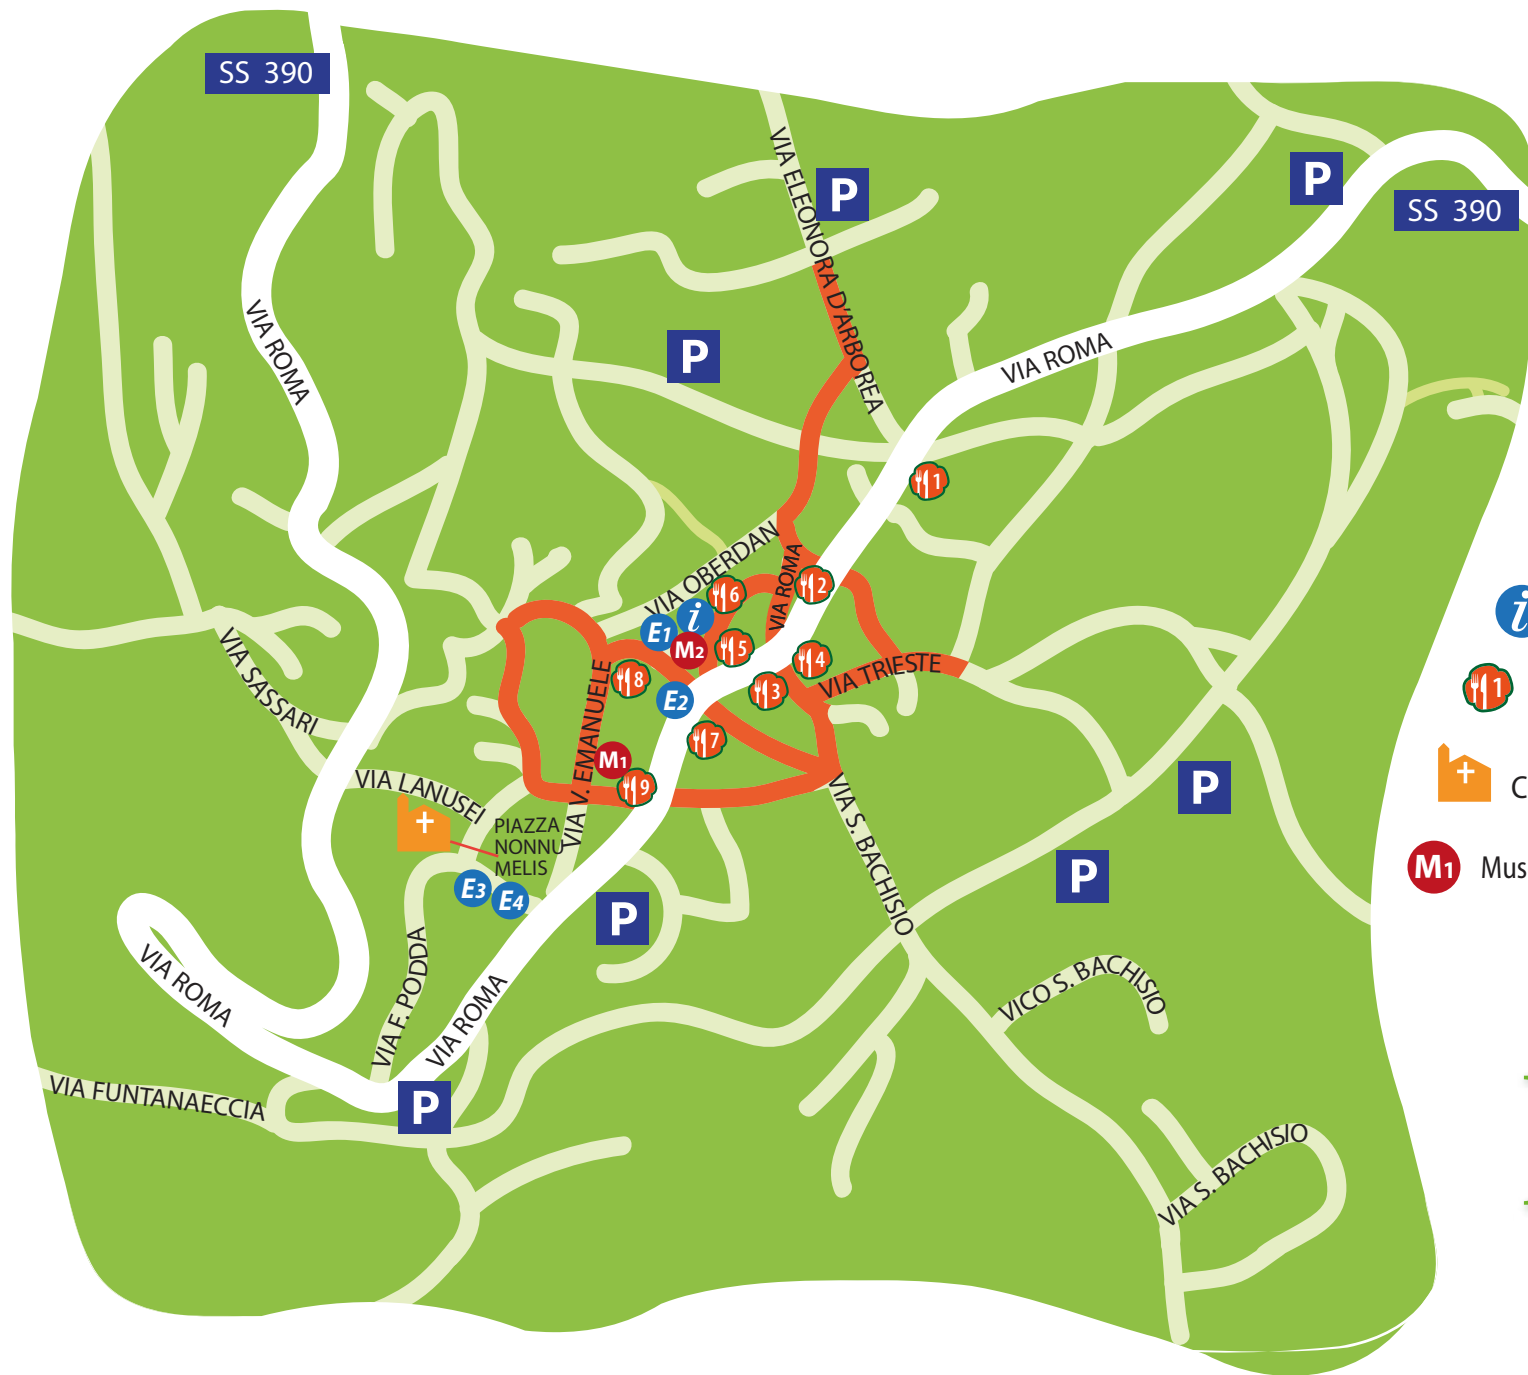 SS 390
VIA ELEONORA D'ARBOREA
P
P
SS 390
VIA ROMA
P
VIA ROMA
1
VIA OBERDAN
VIA ROMA
2
6
i
i
E1
M2
5
4
VIA SASSARI
8
E2
3
VIA TRIESTE
1
VIA V. EMANUELE
7
M1
9
VIA LANUSEI
P
C
PIAZZA
NONNU
MELIS
VIA S. BACHISIO
M1 Mus
P
E3
E4
P
VIA F. PODDA
VIA ROMA
VIA ROMA
VICO S. BACHISIO
VIA FUNTANAECCIA
P
VIA S. BACHISIO